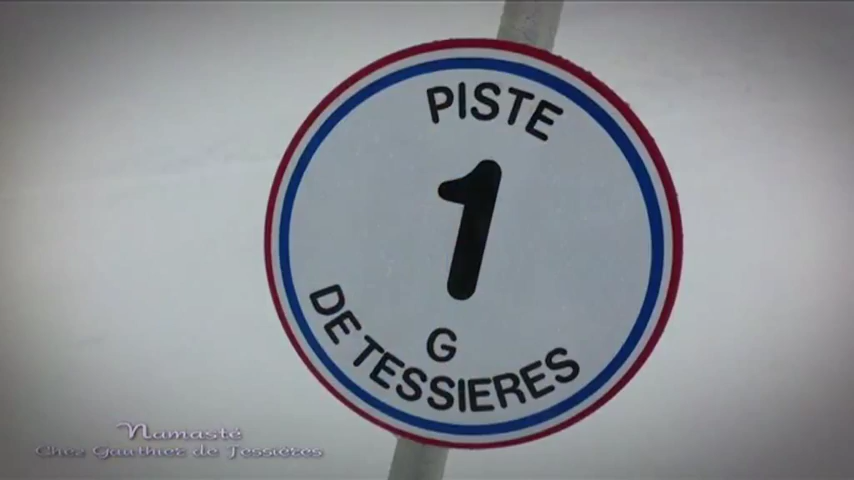 PISTE
1
G
DE TESSIERES
Namasté
Chez Gauthier de Tessières